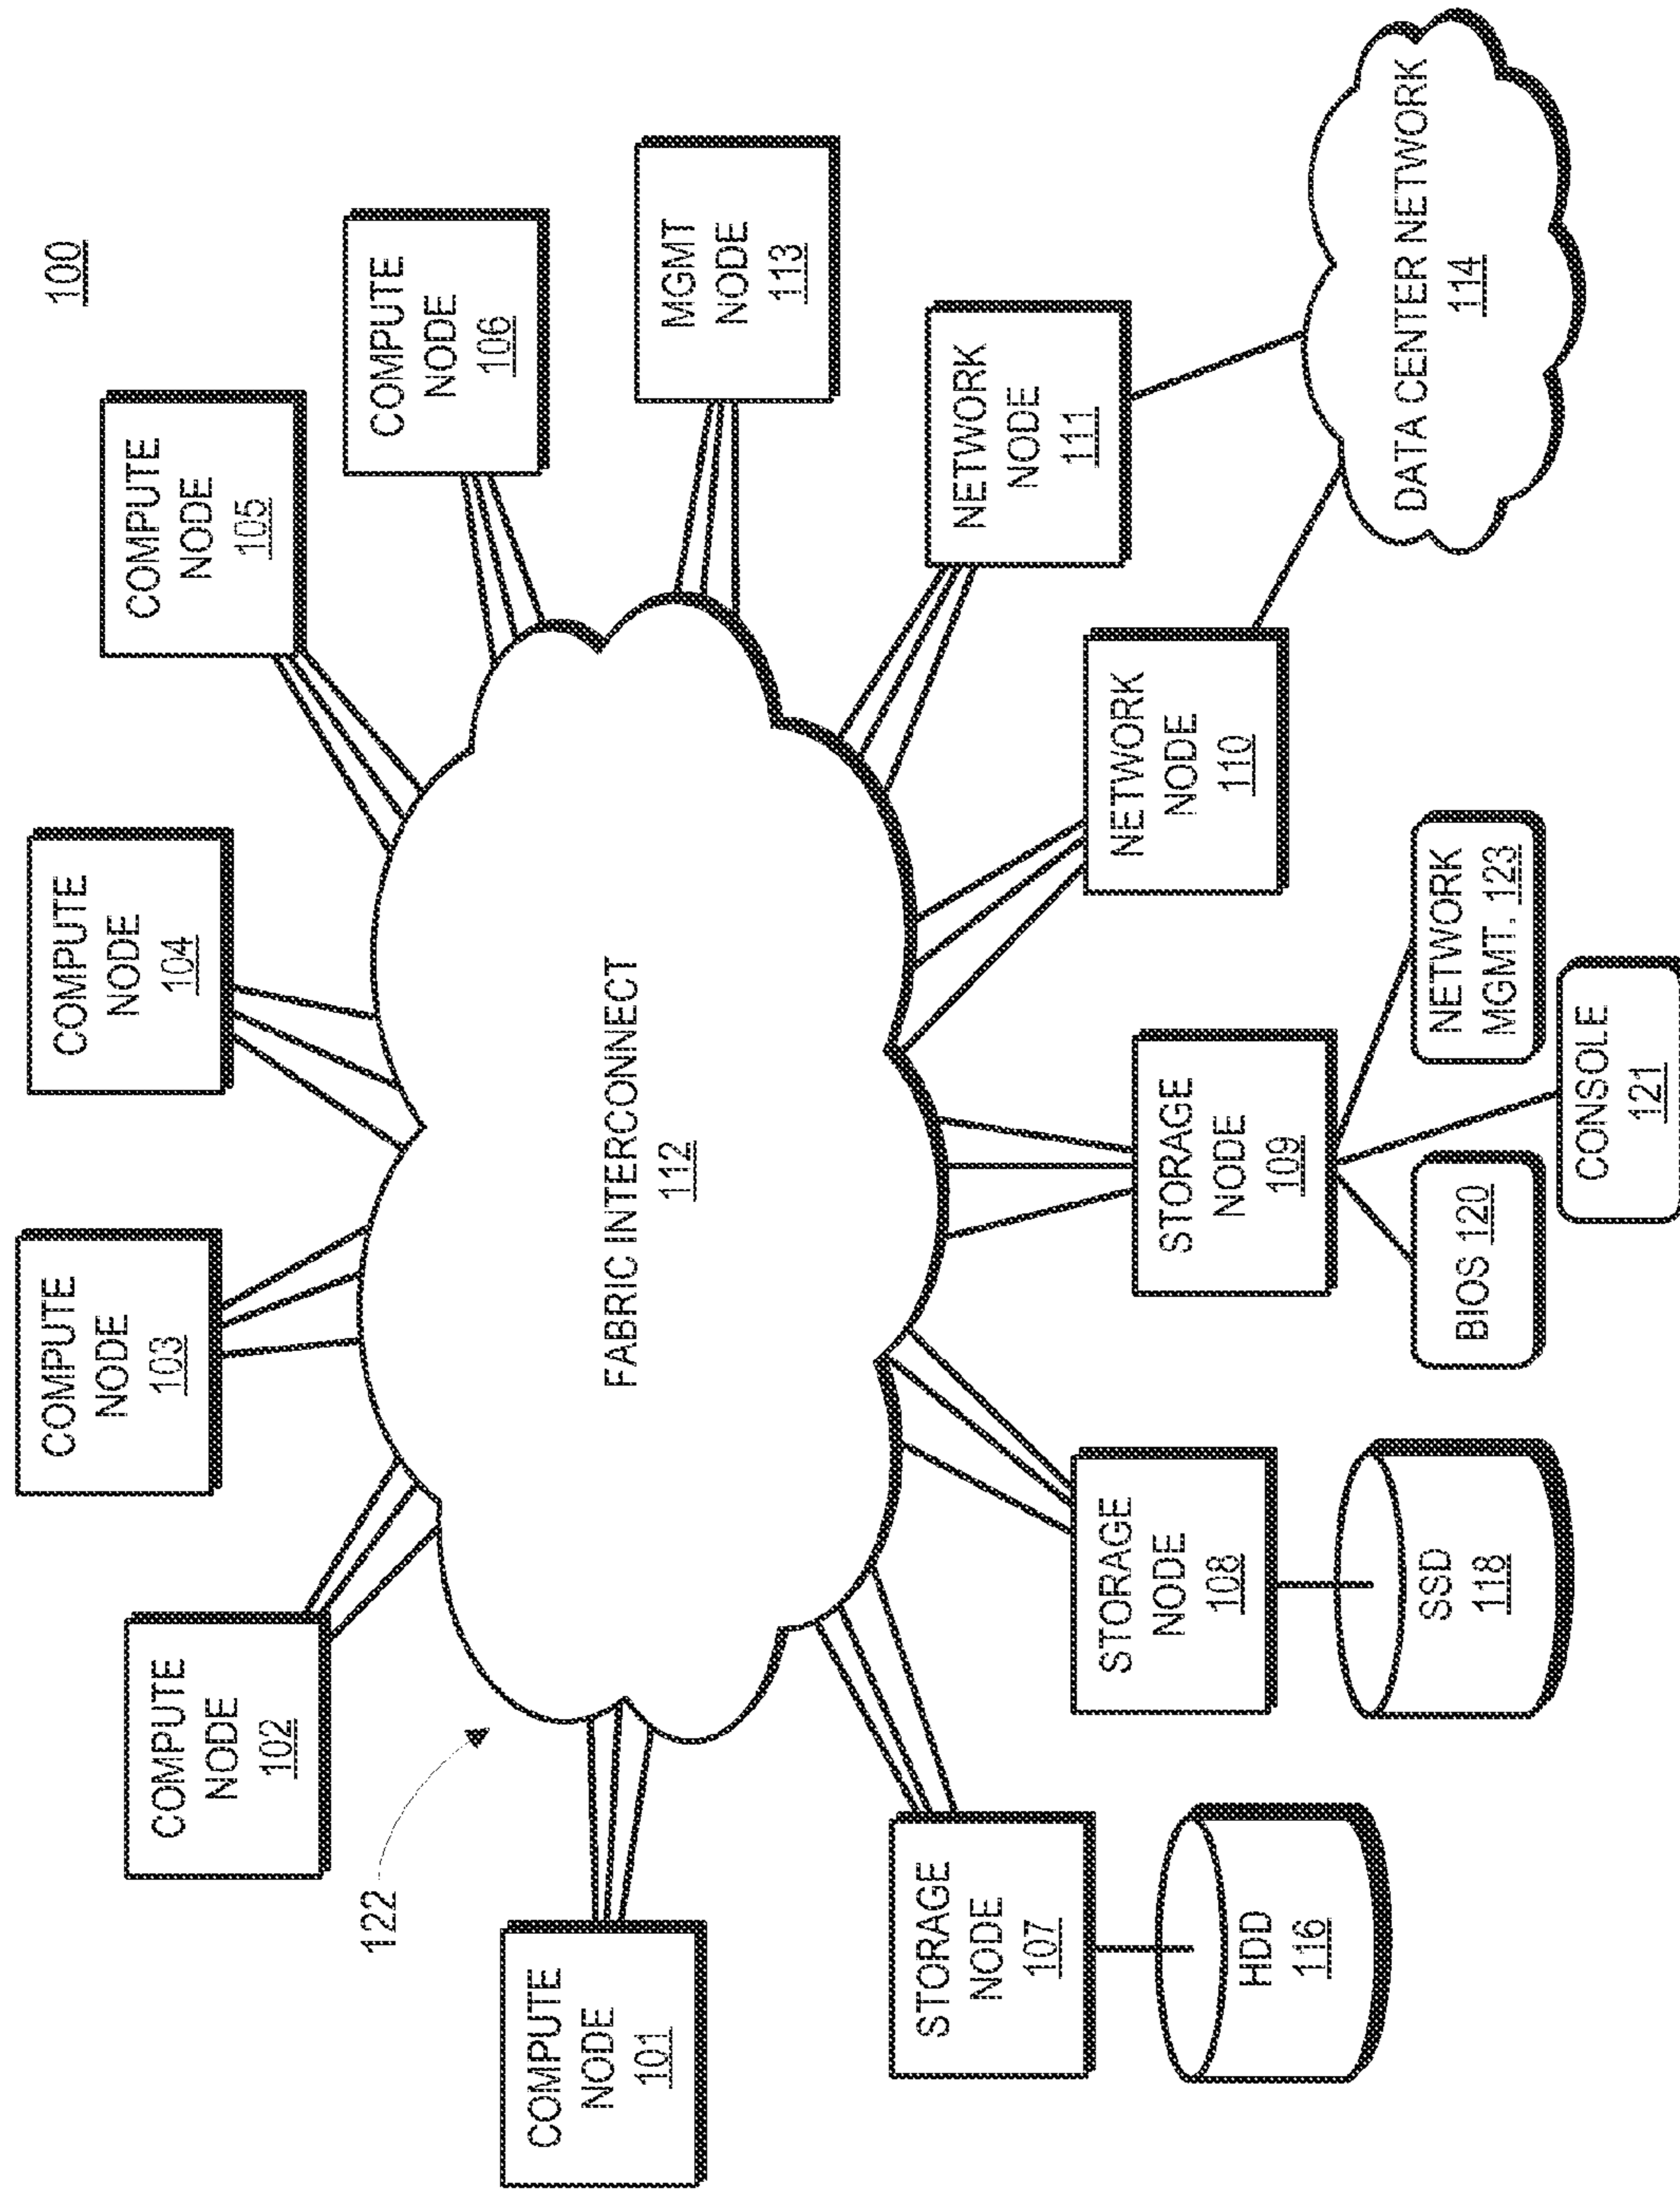 100
COMPUTE
NODE
101
COMPUTE
NODE
102
COMPUTE
NODE
103
COMPUTE
NODE
104
COMPUTE
NODE
105
COMPUTE
NODE
106
MGMT
NODE
113
122
FABRIC INTERCONNECT
112
STORAGE
NODE
107
HDD
116
STORAGE
NODE
108
SSD
118
STORAGE
NODE
109
BIOS 120
CONSOLE
121
NETWORK
MGMT. 123
NETWORK
NODE
110
NETWORK
NODE
111
DATA CENTER NETWORK
114